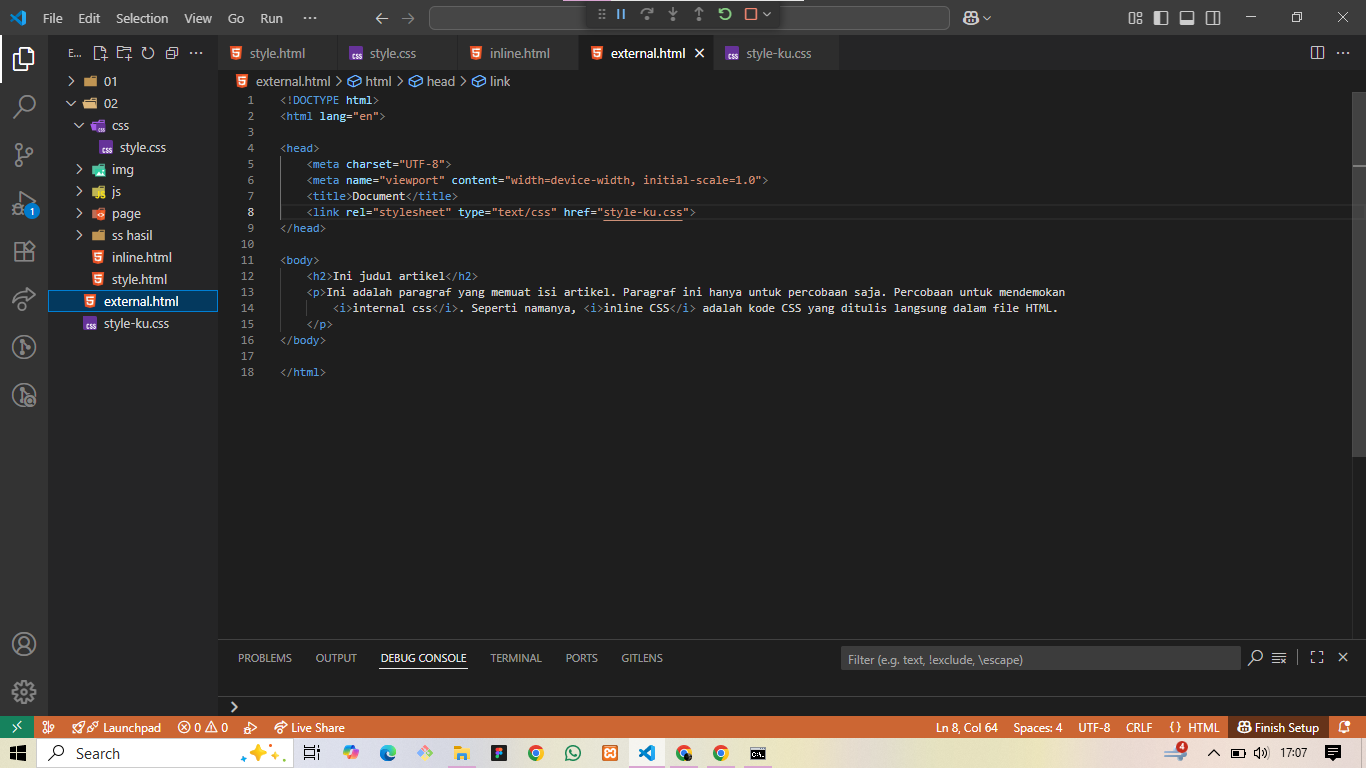 File Edit Selection View Go Run ···
E... ···
style.html style.css inline.html external.html style-ku.css ···
01
02
css
style.css
img
js
page
ss hasil
inline.html
style.html
external.html
style-ku.css
1
external.html > html > head > link
1 <!DOCTYPE html>
2 <html lang="en">
3
4 <head>
5 <meta charset="UTF-8">
6 <meta name="viewport" content="width=device-width, initial-scale=1.0">
7 <title>Document</title>
8 <link rel="stylesheet" type="text/css" href="style-ku.css">
9 </head>
10
11 <body>
12 <h2>Ini judul artikel</h2>
13 <p>Ini adalah paragraf yang memuat isi artikel. Paragraf ini hanya untuk percobaan saja. Percobaan untuk mendemokan
14 <i>internal css</i>. Seperti namanya, <i>inline CSS</i> adalah kode CSS yang ditulis langsung dalam file HTML.
15 </p>
16 </body>
17
18 </html>
PROBLEMS OUTPUT DEBUG CONSOLE TERMINAL PORTS GITLENS Filter (e.g. text, !exclude, \escape)
Launchpad 0 0 Live Share Ln 8, Col 64 Spaces: 4 UTF-8 CRLF {} HTML Finish Setup
Search 4 17:07